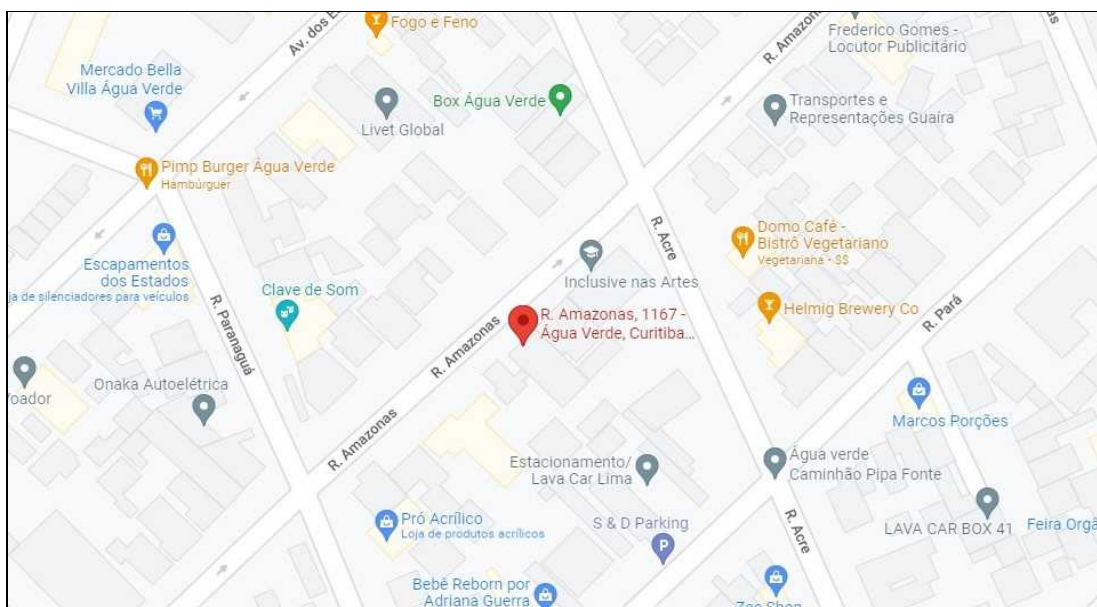 Fogo e Feno
Av. dos E
R. Amazo
Frederico Gomes -
Locutor Publicitário
Mercado Bella
Villa Água Verde
Box Água Verde
Livet Global
Transportes e
Representações Guaíra
Pimp Burger Água Verde
Hambúrguer
R. Acre
Domo Café -
Bistrô Vegetariano
Vegetariana - $$
Escapamentos
dos Estados
ja de silenciadores para veículos
Clave de Som
Inclusive nas Artes
R. Paranaguá
R. Amazonas
R. Amazonas, 1167 -
Água Verde, Curitiba...
Helmig Brewery Co
R. Pará
Voador
Onaka Autoelétrica
Marcos Porções
R. Amazonas
Estacionamento/
Lava Car Lima
Água verde
Caminhão Pipa Fonte
Pró Acrílico
Loja de produtos acrílicos
S & D Parking
P
R. Acre
LAVA CAR BOX 41
Feira Orgâ
Bebê Reborn por
Adriana Guerra